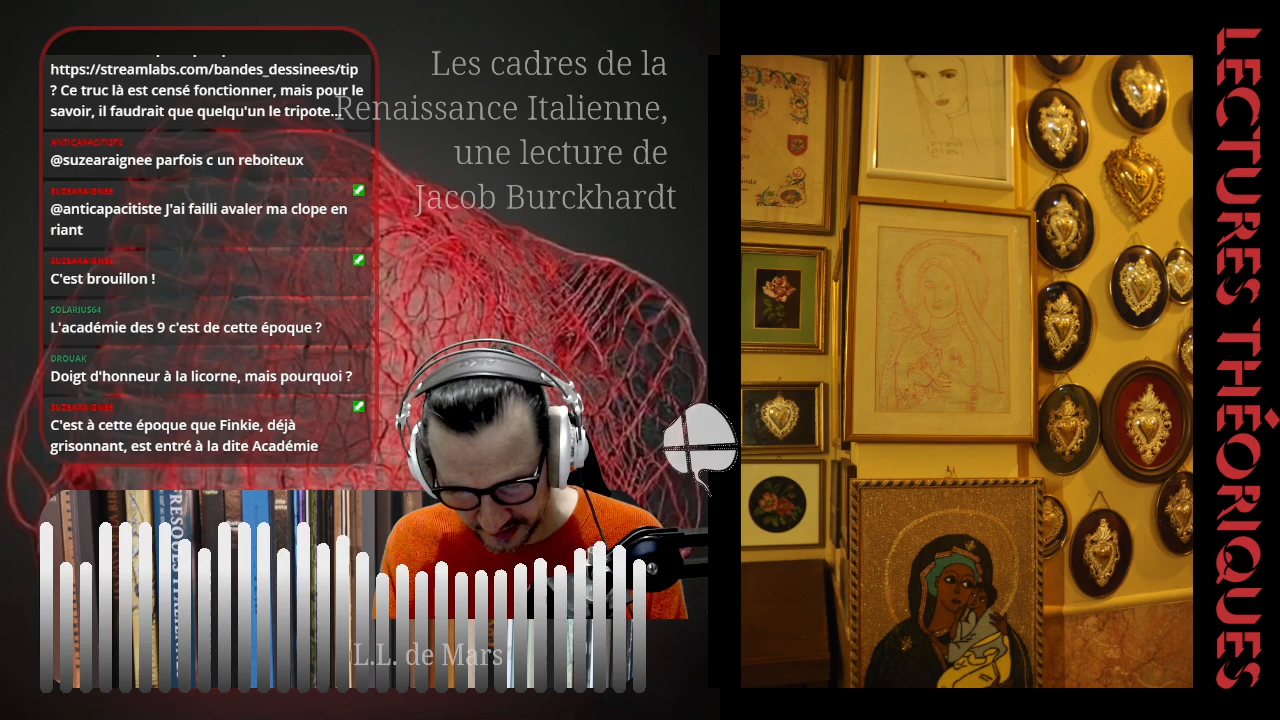 https://streamlabs.com/bandes_dessinees/tip
? Ce truc là est censé fonctionner, mais pour le
savoir, il faudrait que quelqu'un le tripote...
ANTICAPACITISTE
@suzearaignee parfois c un reboiteux
SUZEARAIGNEE
@anticapacitiste J'ai failli avaler ma clope en
riant
SUZEARAIGNEE
C'est brouillon !
SOLARIUS64
L'académie des 9 c'est de cette époque ?
DROUAK
Doigt d'honneur à la licorne, mais pourquoi ?
SUZEARAIGNEE
C'est à cette époque que Finkie, déjà
grisonnant, est entré à la dite Académie
Les cadres de la
Renaissance Italienne,
une lecture de
Jacob Burckhardt
L.L. de Mars
LECTURES THÉORIQUES